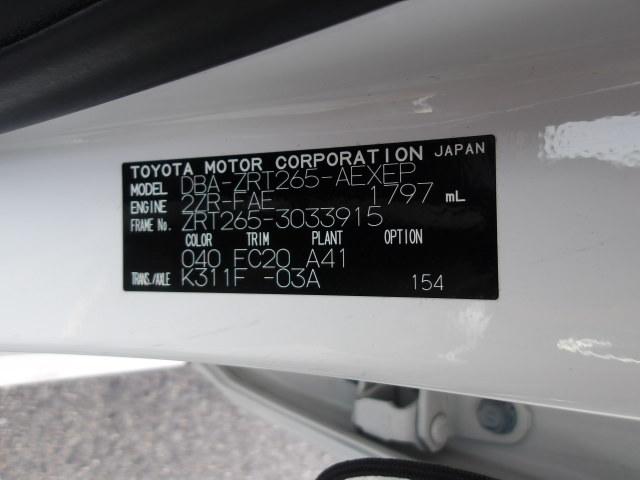 TOYOTA MOTOR CORPORATION JAPAN
MODEL DBA-ZRT265-AEXEP
ENGINE 2ZR-FAE 1797 mL
FRAME No. ZRT265-3033915
COLOR TRIM PLANT OPTION
040 FC20 A41
TRANS./AXLE K311F -03A 154